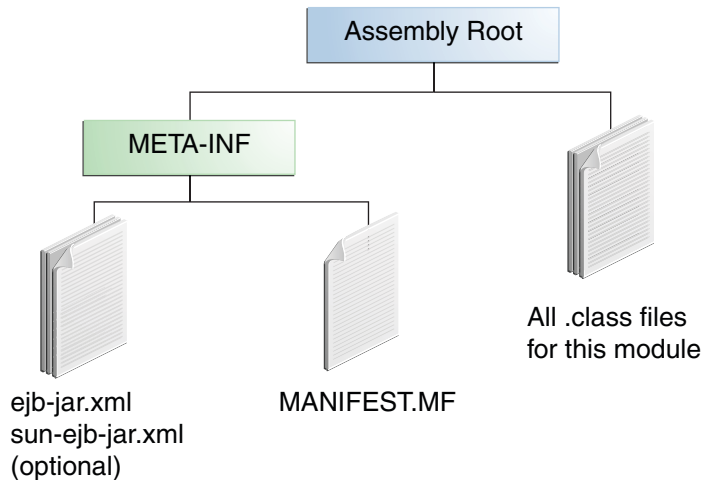 Assembly Root
META-INF
All .class files
for this module
ejb-jar.xml
sun-ejb-jar.xml
(optional)
MANIFEST.MF